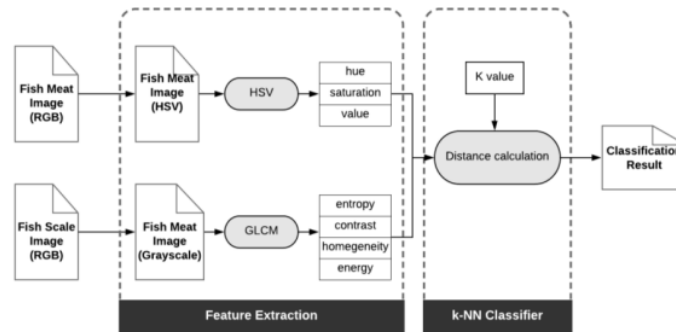 Fish Meat
Image
(RGB)
Fish Meat
Image
(HSV)
HSV
hue
saturation
value
K value
Distance calculation
Classification
Result
Fish Scale
Image
(RGB)
Fish Meat
Image
(Grayscale)
GLCM
entropy
contrast
homegeneity
energy
Feature Extraction
k-NN Classifier